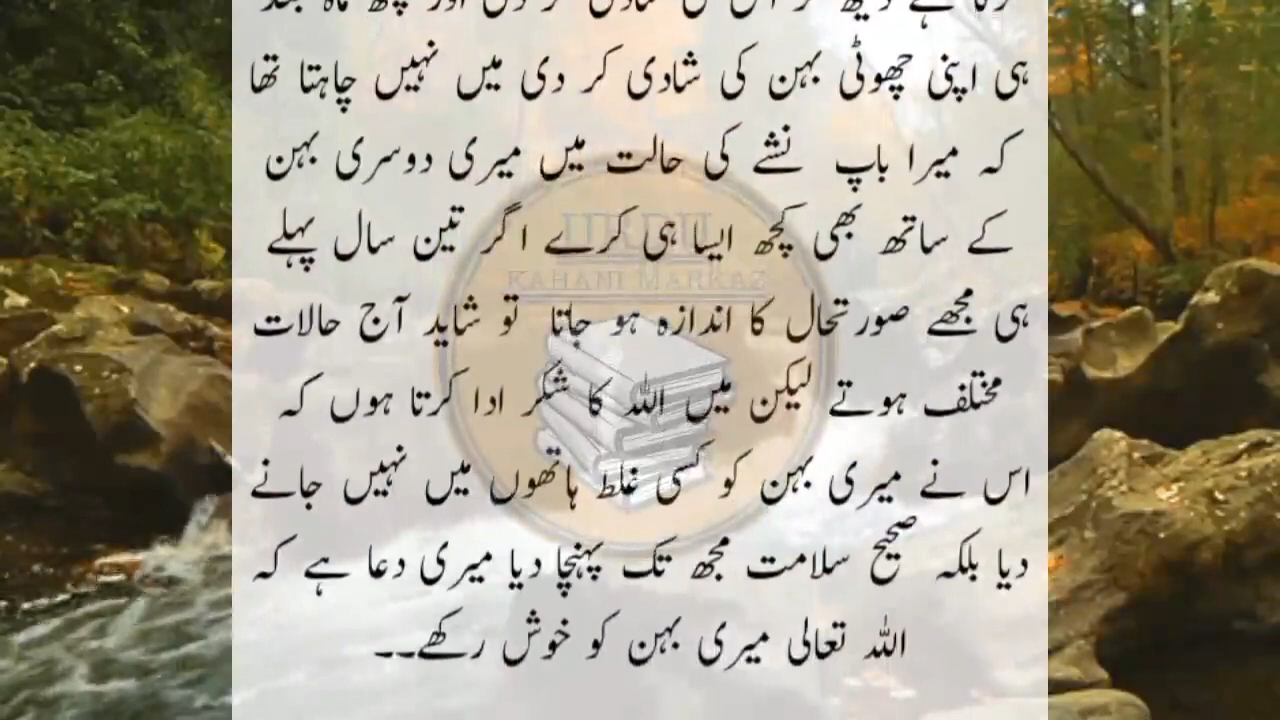 ہی اپنی چھوٹی بہن کی شادی کر دی میں نہیں چاہتا تھا
کہ میرا باپ نشے کی حالت میں میری دوسری بہن
کے ساتھ بھی کچھ ایسا ہی کرے اگر تین سال پہلے
ہی مجھے صورتحال کا اندازہ ہو جاتا تو شاید آج حالات
مختلف ہوتے لیکن میں اللہ کا شکر ادا کرتا ہوں کہ
اس نے میری بہن کو کسی غلط ہاتھوں میں نہیں جانے
دیا بلکہ صحیح سلامت مجھ تک پہنچا دیا میری دعا ہے کہ
اللہ تعالی میری بہن کو خوش رکھے۔۔
URDU
KAHANI MARKAZ